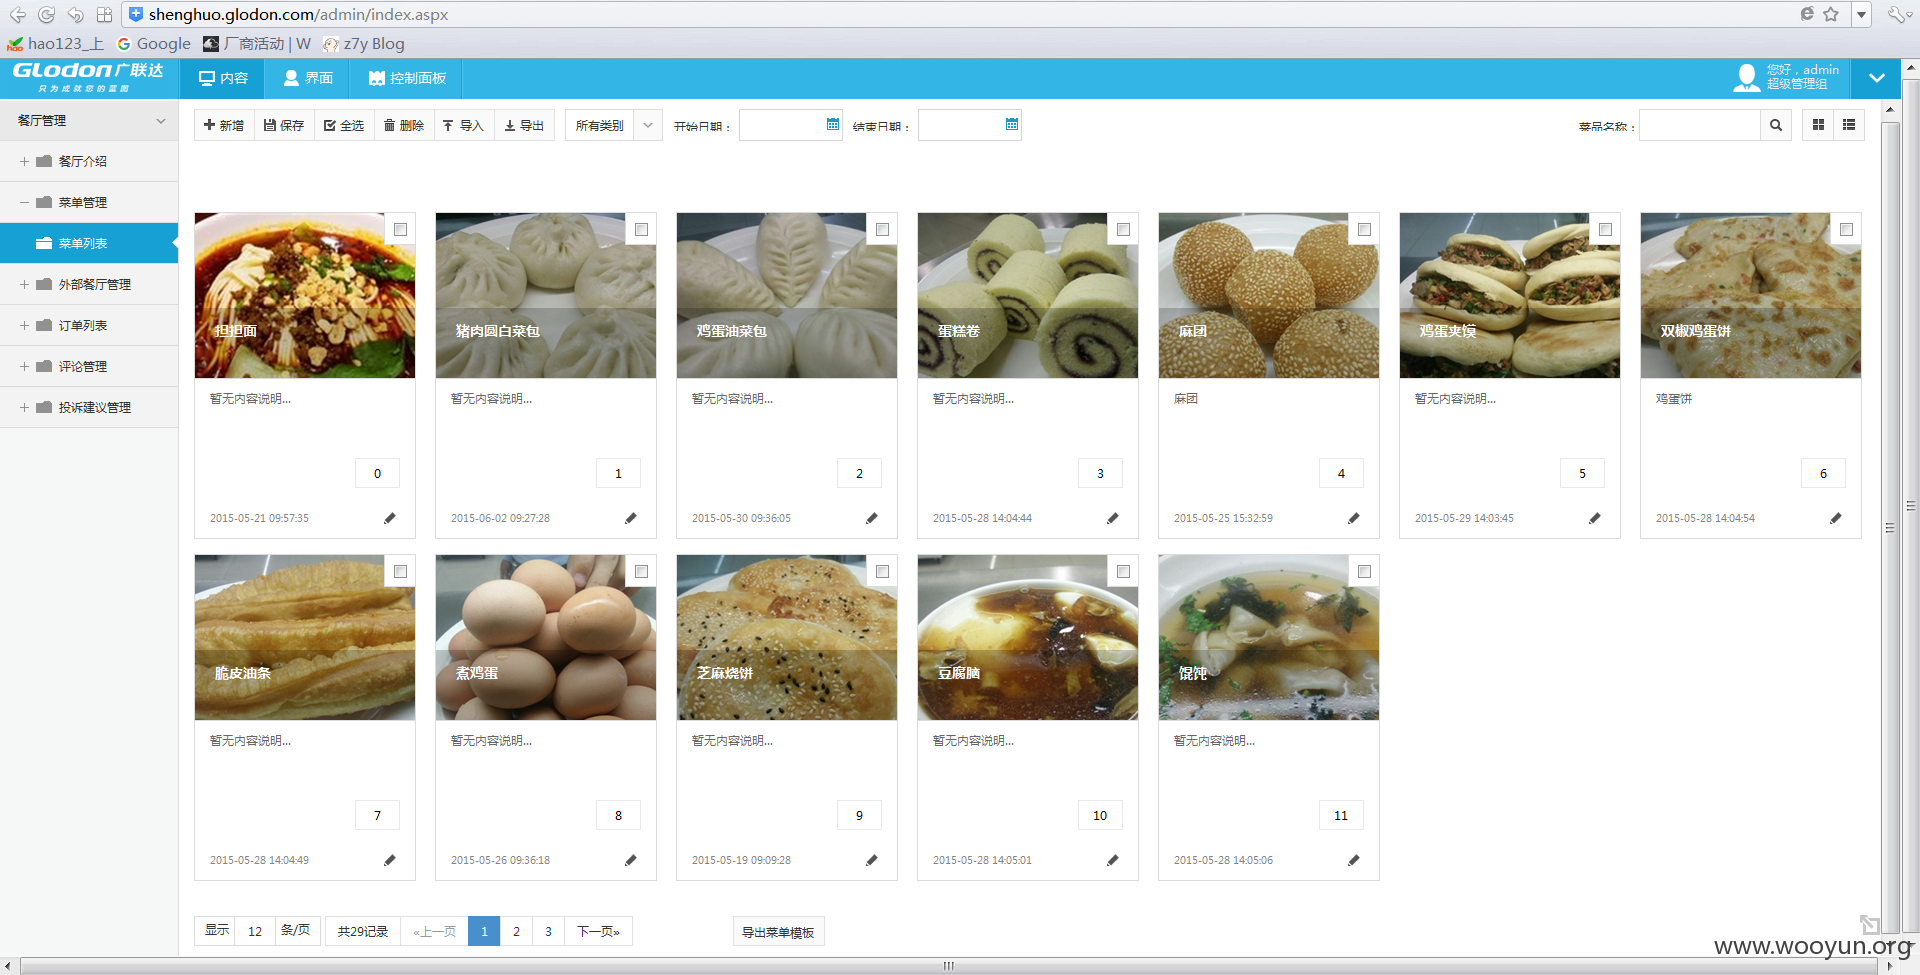 shenghuo.glodon.com/admin/index.aspx
hao123_上 Google 厂商活动 | W z7y Blog
Glodon 广联达
只为成就您的蓝图
内容 界面 控制面板
您好，admin
超级管理组
餐厅管理
餐厅介绍
菜单管理
菜单列表
外部餐厅管理
订单列表
评论管理
投诉建议管理
新增 保存 全选 删除 导入 导出 所有类别 开始日期： 结束日期： 菜品名称：
担担面 猪肉圆白菜包 鸡蛋油菜包 蛋糕卷 麻团 鸡蛋夹馍 双椒鸡蛋饼
暂无内容说明... 暂无内容说明... 暂无内容说明... 暂无内容说明... 麻团 暂无内容说明... 鸡蛋饼
0 1 2 3 4 5 6
2015-05-21 09:57:35 2015-06-02 09:27:28 2015-05-30 09:36:05 2015-05-28 14:04:44 2015-05-25 15:32:59 2015-05-29 14:03:45 2015-05-28 14:04:54
脆皮油条 煮鸡蛋 芝麻烧饼 豆腐脑 馄饨
暂无内容说明... 暂无内容说明... 暂无内容说明... 暂无内容说明... 暂无内容说明...
7 8 9 10 11
2015-05-28 14:04:49 2015-05-26 09:36:18 2015-05-19 09:09:28 2015-05-28 14:05:01 2015-05-28 14:05:06
显示 12 条/页 共29记录 «上一页 1 2 3 下一页» 导出菜单模板
www.wooyun.org